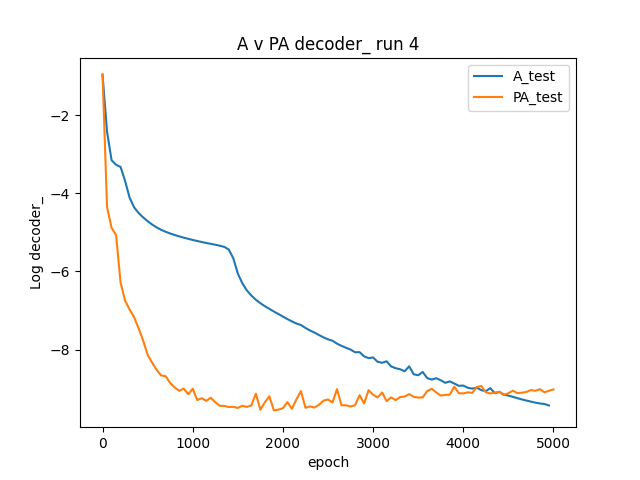 A v PA decoder_ run 4
A_test
PA_test
Log decoder_
−2
−4
−6
−8
0
1000
2000
3000
4000
5000
epoch